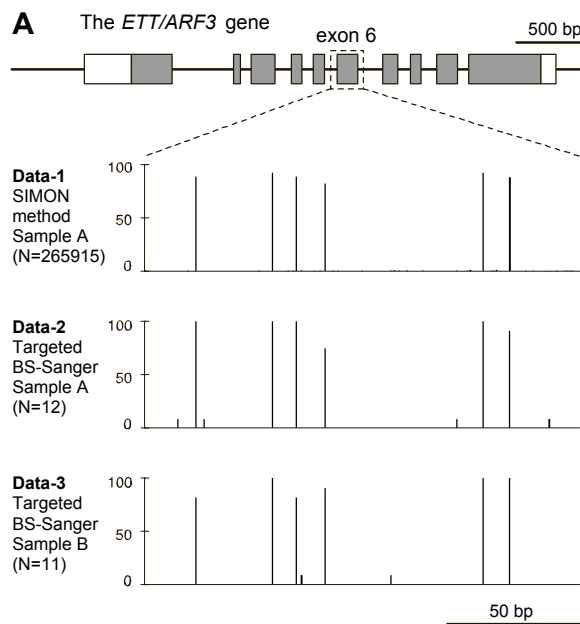 A The ETT/ARF3 gene
exon 6
500 bp
Data-1
SIMON
method
Sample A
(N=265915)
100
50
0
Data-2
Targeted
BS-Sanger
Sample A
(N=12)
100
50
0
Data-3
Targeted
BS-Sanger
Sample B
(N=11)
100
50
0
50 bp